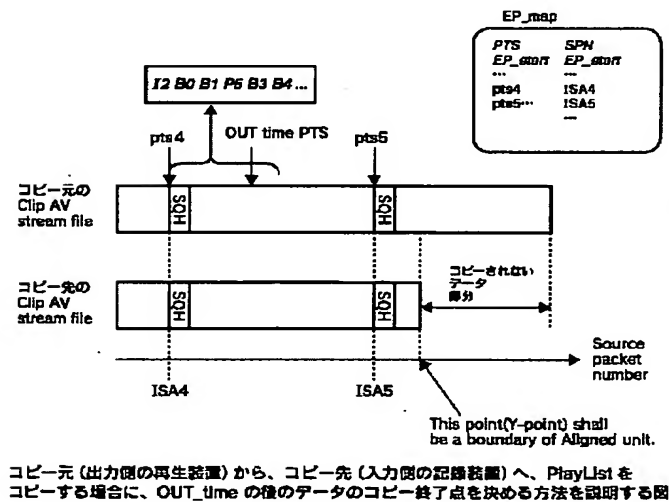 EP_map
PTS SPN
EP_start EP_start
... ...
pts4 ISA4
pts5... ISA5
...
I2 B0 B1 P5 B3 B4 ...
pts4 OUT time PTS pts5
コピー元の
Clip AV
stream file
SQH SQH
コピー先の
Clip AV
stream file
SQH SQH
コピーされない
データ
部分
Source
packet
number
ISA4 ISA5
This point(Y-point) shall
be a boundary of Aligned unit.
コピー元 (出力側の再生装置) から、コピー先 (入力側の記録装置) へ、PlayList を
コピーする場合に、OUT_time の後のデータのコピー終了点を決める方法を説明する図